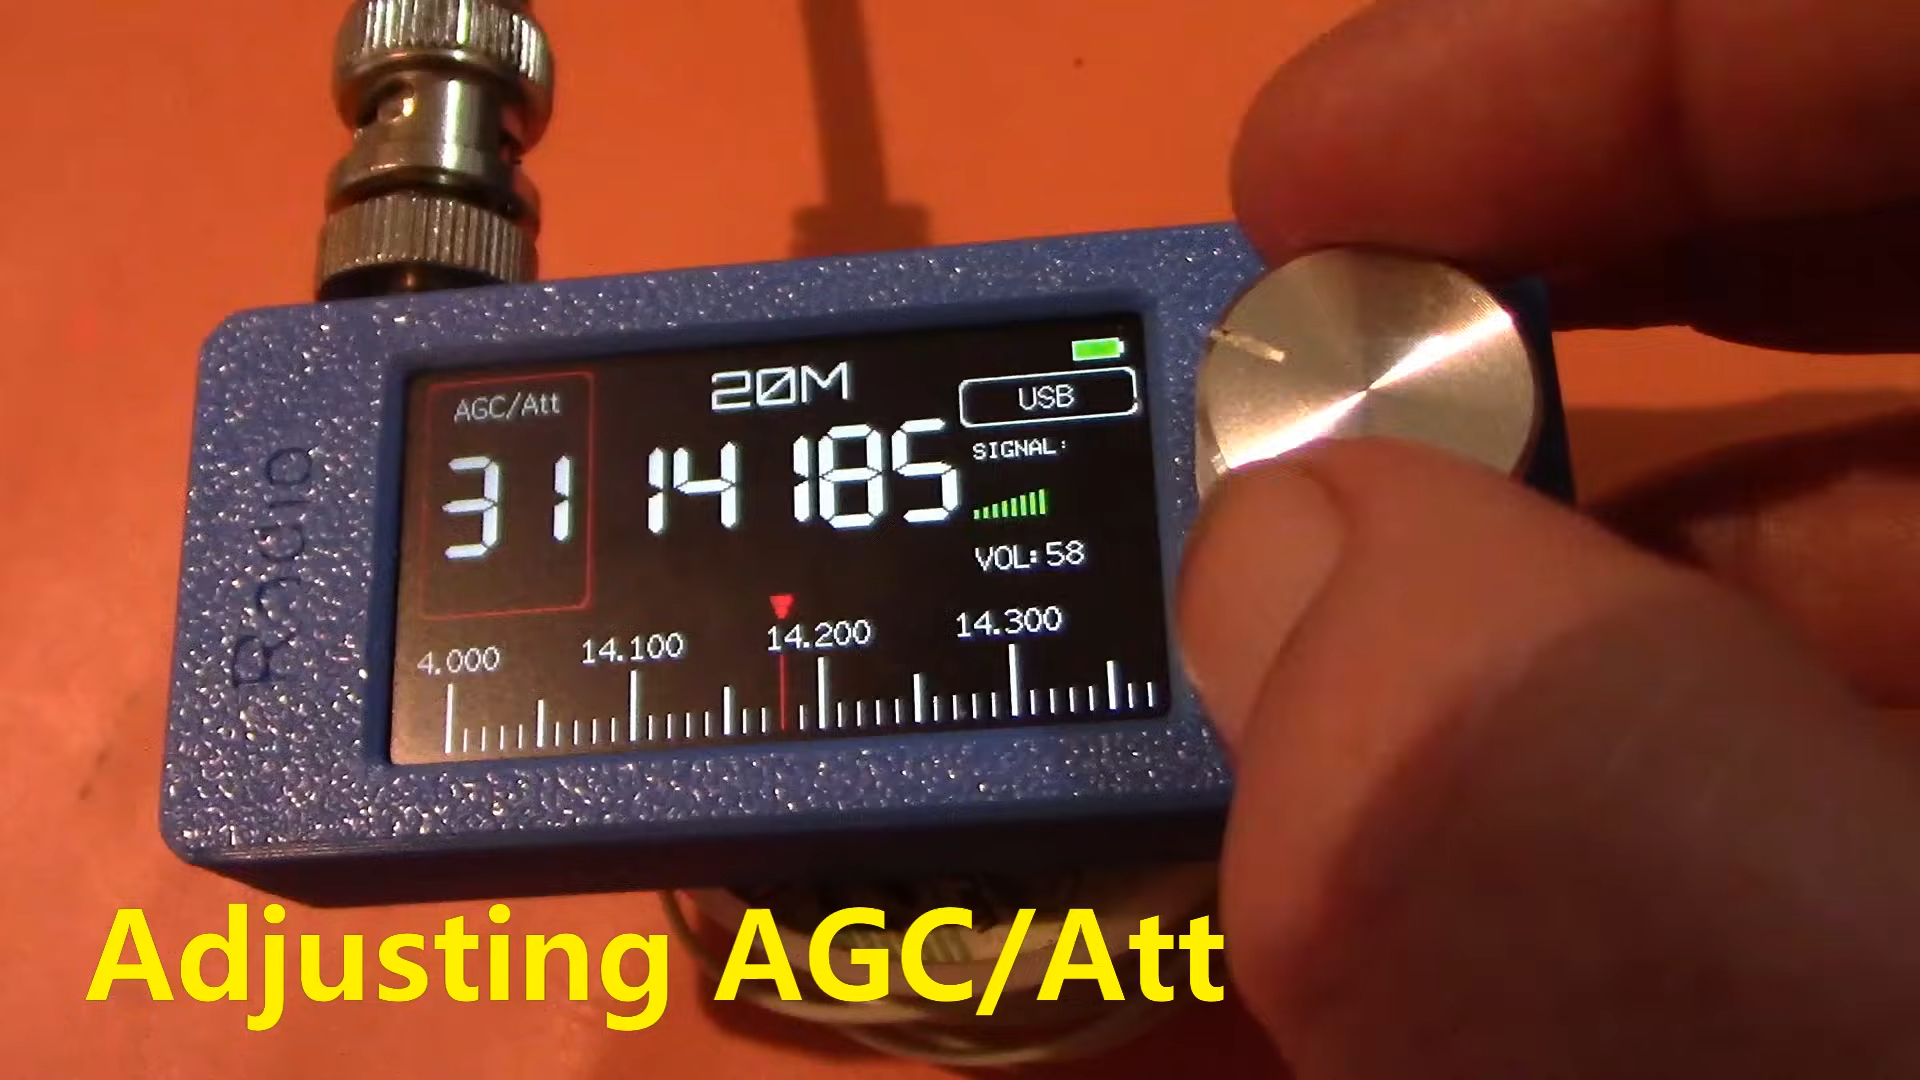 Radio
AGC/Att
31
20M
14 185
USB
SIGNAL:
VOL: 58
4.000 14.100 14.200 14.300
Adjusting AGC/Att